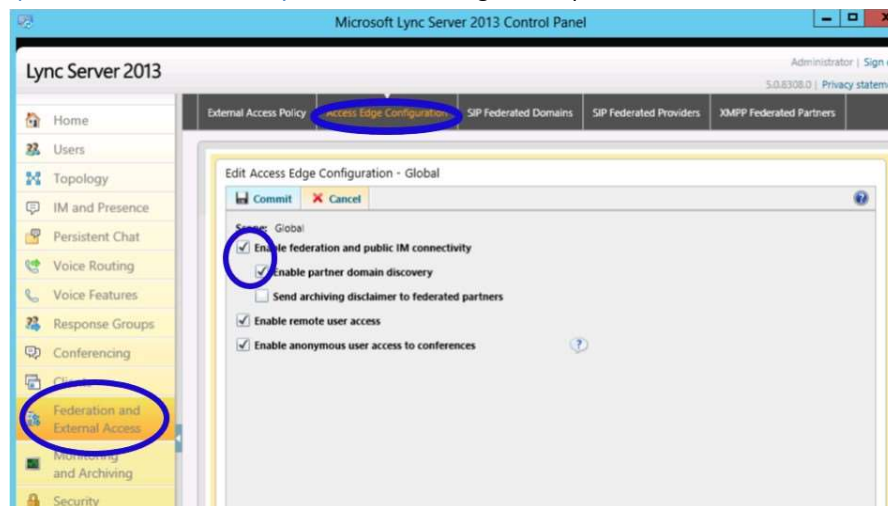 Microsoft Lync Server 2013 Control Panel
Lync Server 2013
Administrator | Sign
5.0.8308.0 | Privacy statem
Home
Users
Topology
IM and Presence
Persistent Chat
Voice Routing
Voice Features
Response Groups
Conferencing
Clients
Federation and
External Access
Monitoring
and Archiving
Security
External Access Policy
Access Edge Configuration
SIP Federated Domains
SIP Federated Providers
XMPP Federated Partners
Edit Access Edge Configuration - Global
Commit
Cancel
Scope: Global
Enable federation and public IM connectivity
Enable partner domain discovery
Send archiving disclaimer to federated partners
Enable remote user access
Enable anonymous user access to conferences